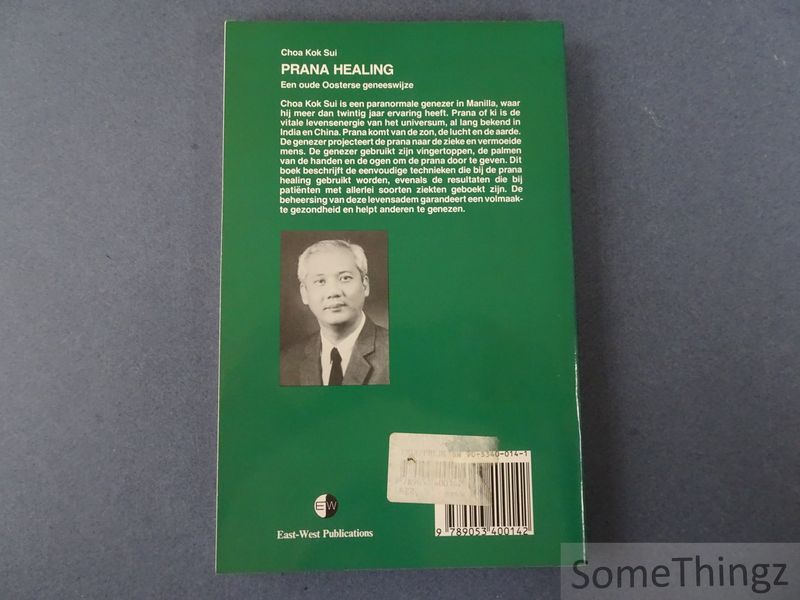 Choa Kok Sui
PRANA HEALING
Een oude Oosterse geneeswijze
Choa Kok Sui is een paranormale genezer in Manilla, waar
hij meer dan twintig jaar ervaring heeft. Prana of ki is de
vitale levensenergie van het universum, al lang bekend in
India en China. Prana komt van de zon, de lucht en de aarde.
De genezer projecteert de prana naar de zieke en vermoeide
mens. De genezer gebruikt zijn vingertoppen, de palmen
van de handen en de ogen om de prana door te geven. Dit
boek beschrijft de eenvoudige technieken die bij de prana
healing gebruikt worden, evenals de resultaten die bij
patiënten met allerlei soorten ziekten geboekt zijn. De
beheersing van deze levensadem garandeert een volmaak-
te gezondheid en helpt anderen te genezen.
90-5340-014-1
EW
East-West Publications
9 789053 400142
SomeThingz